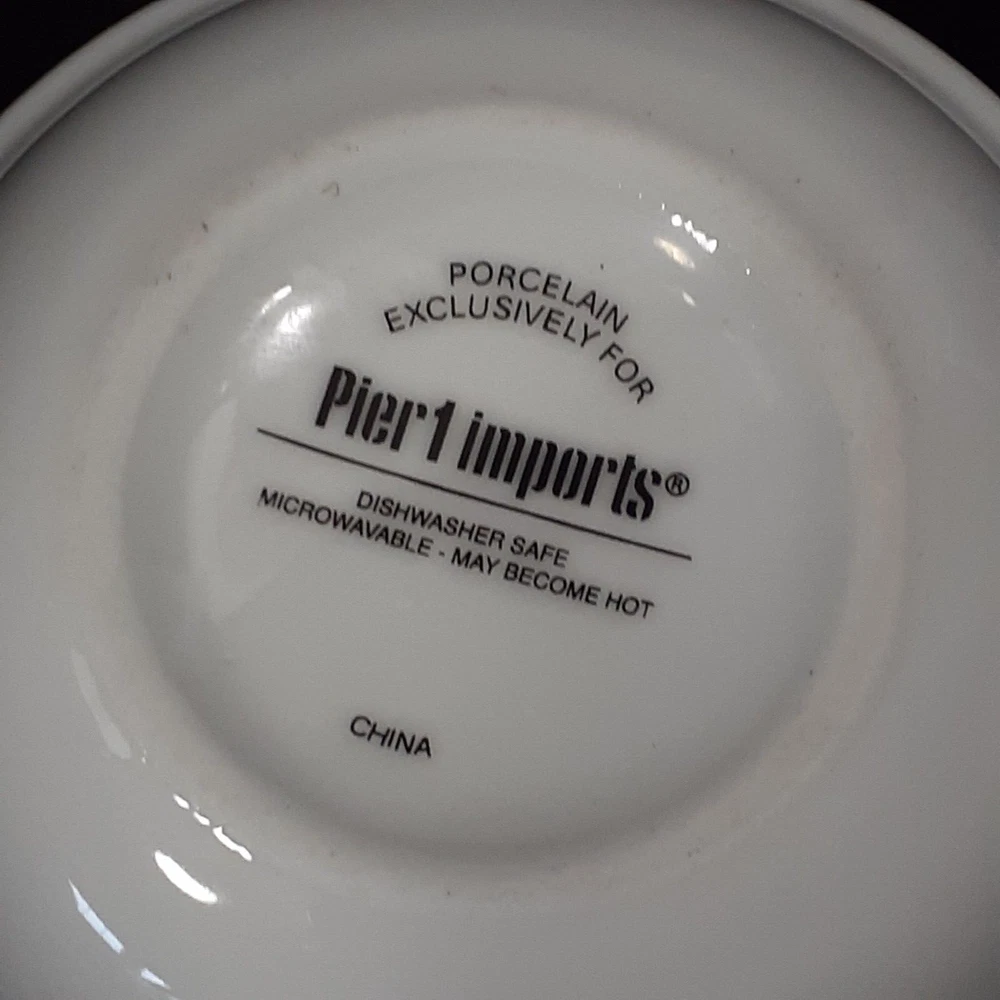 PORCELAIN
EXCLUSIVELY FOR
Pier1 imports®
DISHWASHER SAFE
MICROWAVABLE - MAY BECOME HOT
CHINA